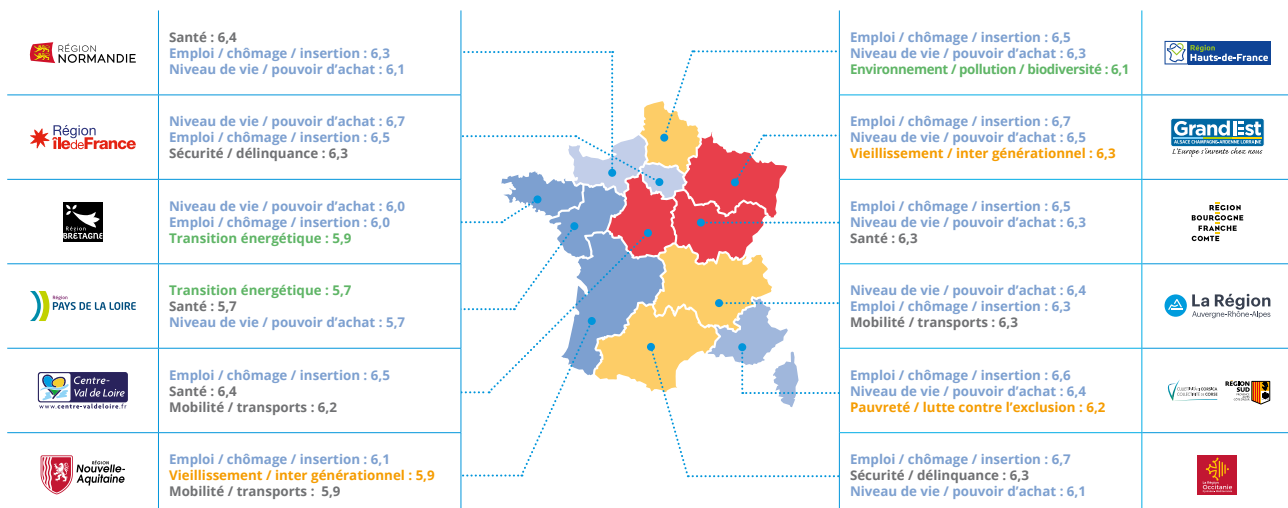 RÉGION
NORMANDIE
Santé : 6,4
Emploi / chômage / insertion : 6,3
Niveau de vie / pouvoir d'achat : 6,1
Région
îledeFrance
Niveau de vie / pouvoir d'achat : 6,7
Emploi / chômage / insertion : 6,5
Sécurité / délinquance : 6,3
Région
BRETAGNE
Niveau de vie / pouvoir d'achat : 6,0
Emploi / chômage / insertion : 6,0
Transition énergétique : 5,9
Région
PAYS DE LA LOIRE
Transition énergétique : 5,7
Santé : 5,7
Niveau de vie / pouvoir d'achat : 5,7
Centre-
Val de Loire
www.centre-valdeloire.fr
Emploi / chômage / insertion : 6,5
Santé : 6,4
Mobilité / transports : 6,2
RÉGION
Nouvelle-
Aquitaine
Emploi / chômage / insertion : 6,1
Vieillissement / inter générationnel : 5,9
Mobilité / transports : 5,9
Emploi / chômage / insertion : 6,5
Niveau de vie / pouvoir d'achat : 6,3
Environnement / pollution / biodiversité : 6,1
Région
Hauts-de-France
Emploi / chômage / insertion : 6,7
Niveau de vie / pouvoir d'achat : 6,5
Vieillissement / inter générationnel : 6,3
GrandEst
ALSACE CHAMPAGNE-ARDENNE LORRAINE
L'Europe s'invente chez nous
Emploi / chômage / insertion : 6,5
Niveau de vie / pouvoir d'achat : 6,3
Santé : 6,3
RÉGION
BOURGOGNE
FRANCHE
COMTÉ
Niveau de vie / pouvoir d'achat : 6,4
Emploi / chômage / insertion : 6,3
Mobilité / transports : 6,3
La Région
Auvergne-Rhône-Alpes
Emploi / chômage / insertion : 6,6
Niveau de vie / pouvoir d'achat : 6,4
Pauvreté / lutte contre l'exclusion : 6,2
COLLECTIVITÉ DE CORSE
RÉGION
SUD
Emploi / chômage / insertion : 6,7
Sécurité / délinquance : 6,3
Niveau de vie / pouvoir d'achat : 6,1
La Région
Occitanie